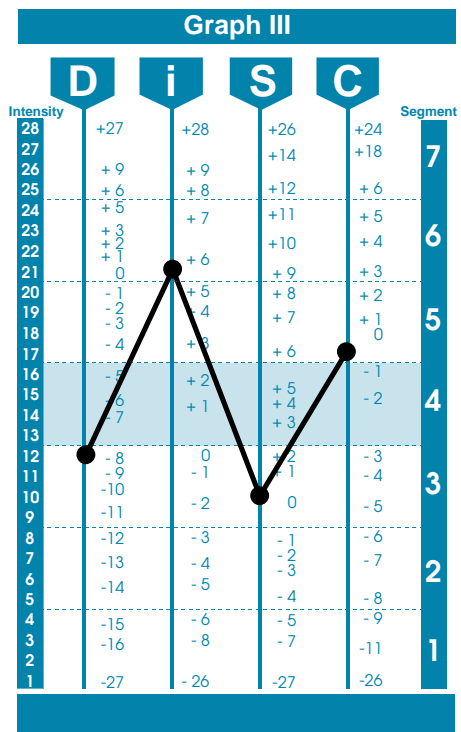 Graph III
D i S C
Intensity Segment
28 +27 +28 +26 +24
27 +14 +18 7
26 + 9 + 9
25 + 6 + 8 +12 + 6
24 + 5 + 7 +11 + 5
23 + 3 6
+ 2 +10 + 4
22 + 1 + 6
21 0 + 9 + 3
20 - 1 + 5 + 8 + 2
19 - 2 + 4 + 7 + 1 5
18 - 3 0
17 - 4 + 3 + 6
16 - 5 + 2 - 1
15 - 6 + 5 - 2 4
14 - 7 + 1 + 4
13 + 3
12 - 8 0 + 2 - 3
11 - 9 - 1 + 1 - 4 3
10 -10 - 2 0 - 5
9 -11
8 -12 - 3 - 1 - 6
7 -13 - 4 - 2 - 7 2
6 -14 - 5 - 3
5 - 4 - 8
4 -15 - 6 - 5 - 9
3 -16 - 8 - 7 -11 1
2
1 -27 - 26 -27 -26